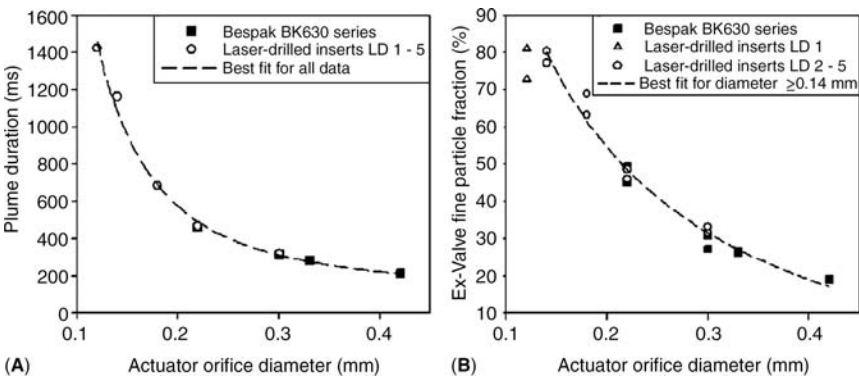 1600
1400
1200
1000
800
600
400
200
0
Plume duration (ms)
Bespak BK630 series
Laser-drilled inserts LD 1 - 5
Best fit for all data
0.1 0.2 0.3 0.4
(A) Actuator orifice diameter (mm)
90
80
70
60
50
40
30
20
10
Ex-Valve fine particle fraction (%)
Bespak BK630 series
Laser-drilled inserts LD 1
Laser-drilled inserts LD 2 - 5
Best fit for diameter ≥0.14 mm
0.1 0.2 0.3 0.4
(B) Actuator orifice diameter (mm)